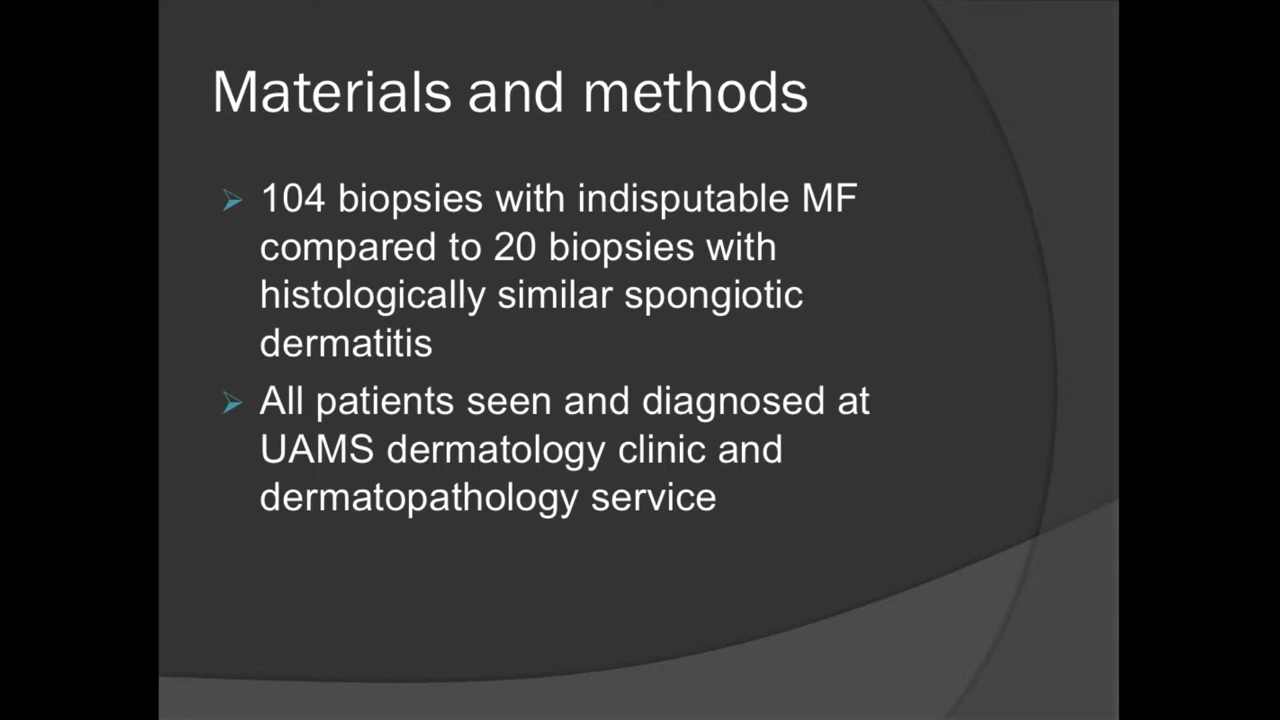 Materials and methods
104 biopsies with indisputable MF
compared to 20 biopsies with
histologically similar spongiotic
dermatitis
All patients seen and diagnosed at
UAMS dermatology clinic and
dermatopathology service